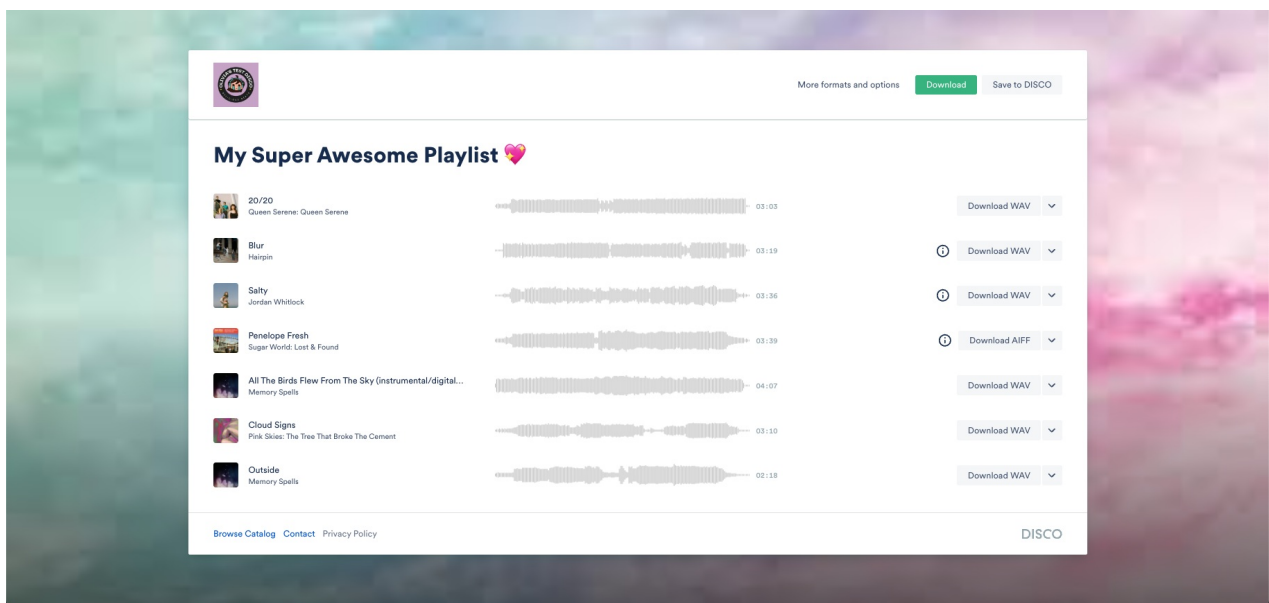 OLIVIA'S TEST DISCO
More formats and options
Download
Save to DISCO
My Super Awesome Playlist 💖
20/20
Queen Serene: Queen Serene
03:03
Download WAV
Blur
Hairpin
03:19
Download WAV
Salty
Jordan Whitlock
03:36
Download WAV
Penelope Fresh
Sugar World: Lost & Found
03:39
Download AIFF
All The Birds Flew From The Sky (instrumental/digital...
Memory Spells
04:07
Download WAV
Cloud Signs
Pink Skies: The Tree That Broke The Cement
03:10
Download WAV
Outside
Memory Spells
02:18
Download WAV
Browse Catalog Contact Privacy Policy
DISCO